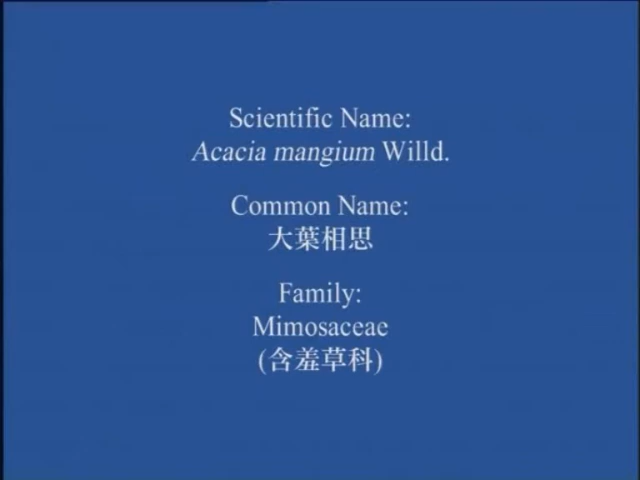 Scientific Name:
Acacia mangium Willd.
Common Name:
大葉相思
Family:
Mimosaceae
(含羞草科)